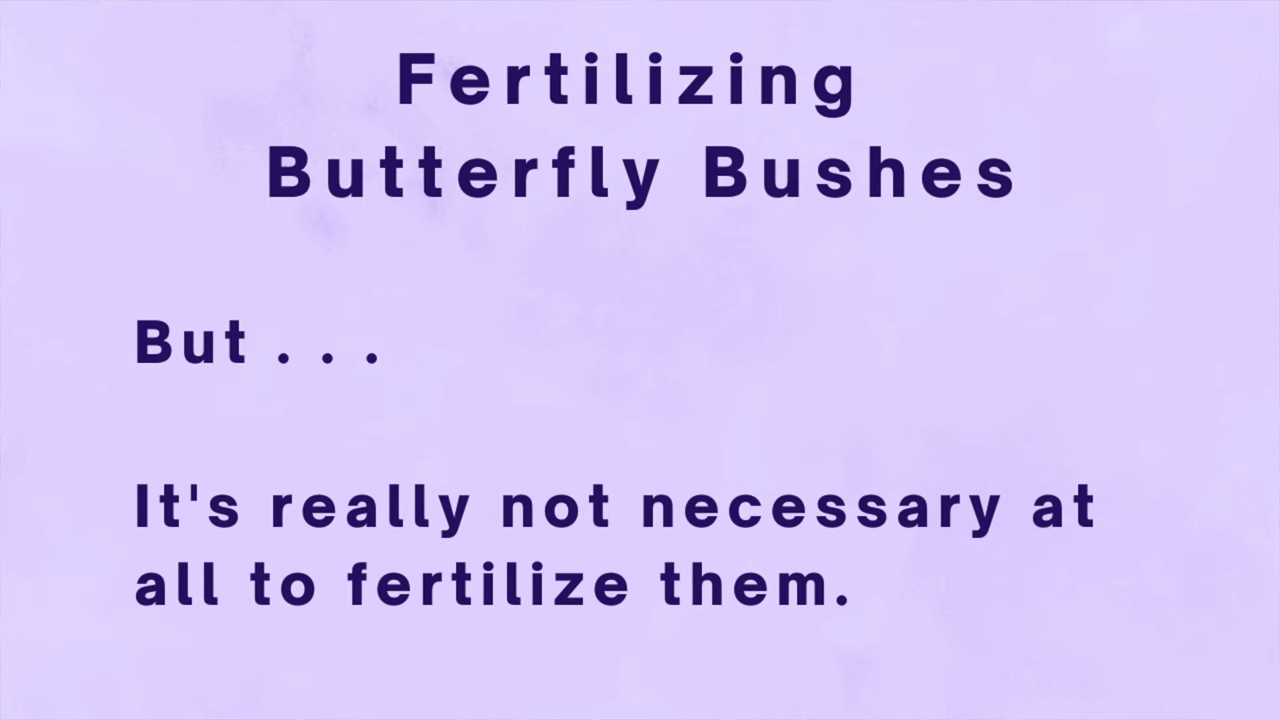 Fertilizing
Butterfly Bushes
But . . .
It's really not necessary at
all to fertilize them.